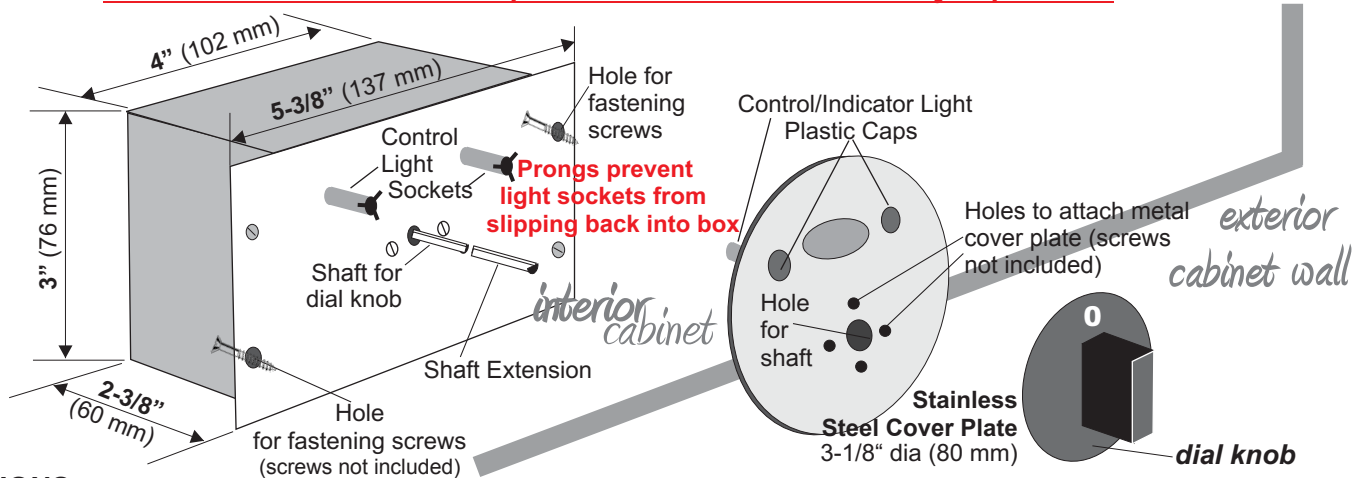 4” (102 mm)
5-3/8” (137 mm)
3” (76 mm)
2-3/8”
(60 mm)
Hole for
fastening
screws
Control
Light
Sockets
Prongs prevent
light sockets from
slipping back into box
Shaft for
dial knob
Shaft Extension
Hole
for fastening screws
(screws not included)
interior
cabinet
Control/Indicator Light
Plastic Caps
Holes to attach metal
cover plate (screws
not included)
Hole
for
shaft
Stainless
Steel Cover Plate
3-1/8“ dia (80 mm)
exterior
cabinet wall
0
dial knob